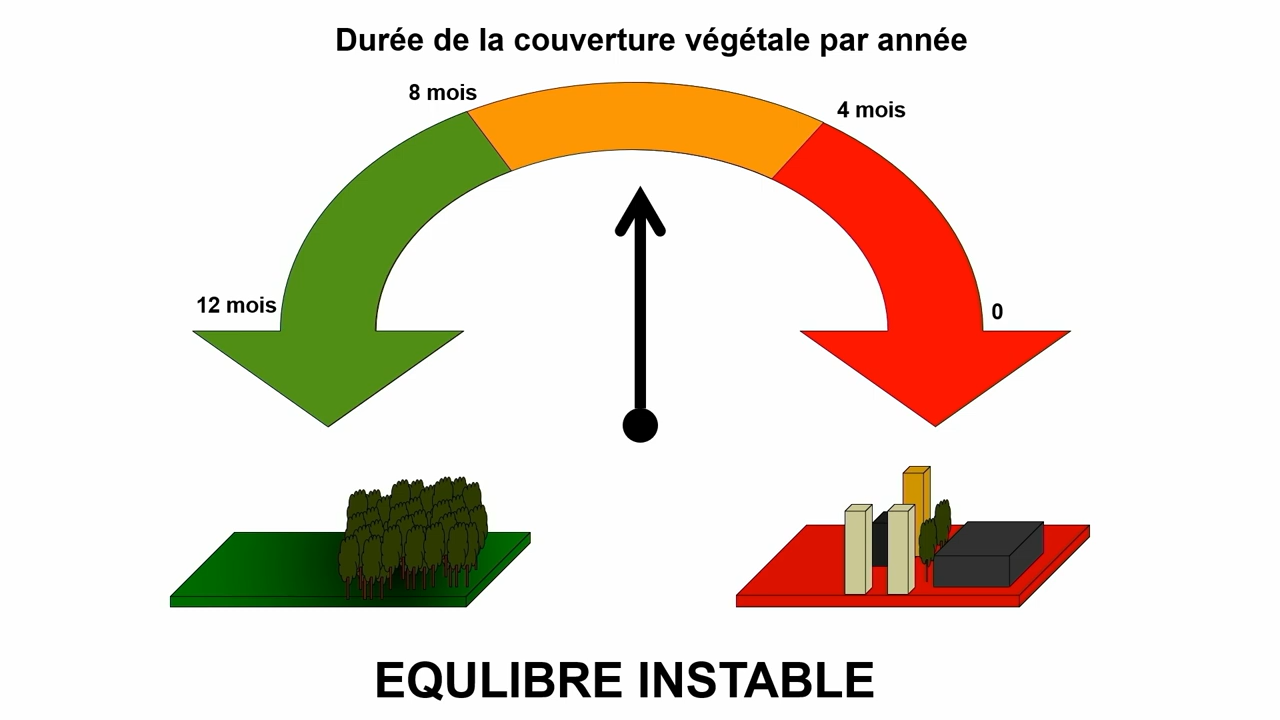 Durée de la couverture végétale par année
8 mois
4 mois
12 mois
0
EQULIBRE INSTABLE